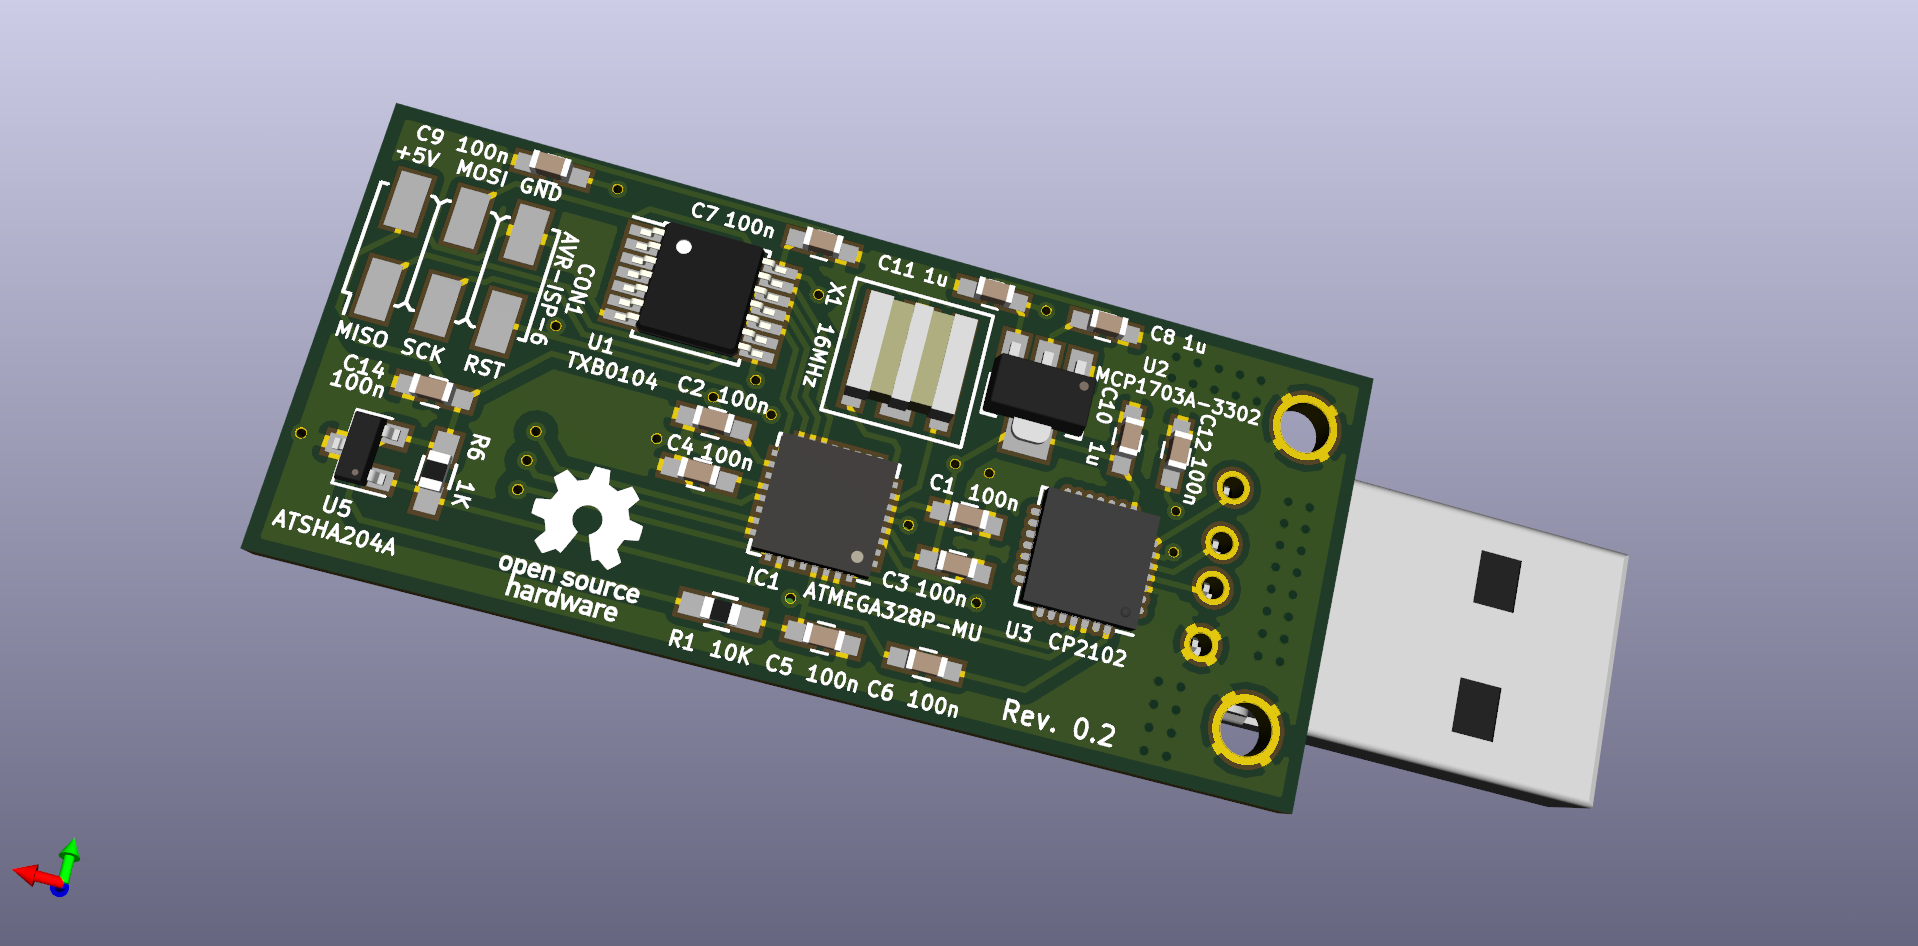 C9 100n
+5V
MOSI
GND
AVR-ISP-6
CON1
MISO
SCK
RST
C7 100n
U1
TXB0104
C11 1u
X1 16MHz
C8 1u
U2
MCP1703A-3302
C10 1u
C12 100n
C14
100n
R6
1K
U5
ATSHA204A
C2 100n
C4 100n
C1 100n
C3 100n
IC1
ATMEGA328P-MU
U3
CP2102
open source
hardware
R1 10K
C5 100n
C6 100n
Rev. 0.2